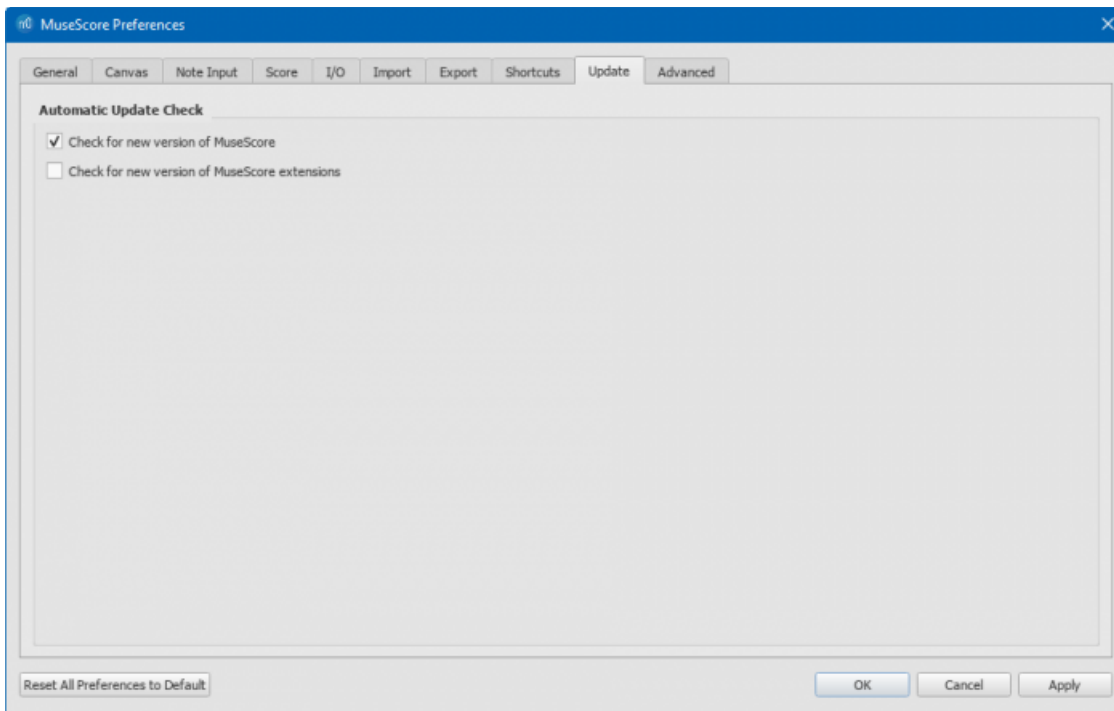 MuseScore Preferences
General Canvas Note Input Score I/O Import Export Shortcuts Update Advanced
Automatic Update Check
Check for new version of MuseScore
Check for new version of MuseScore extensions
Reset All Preferences to Default OK Cancel Apply